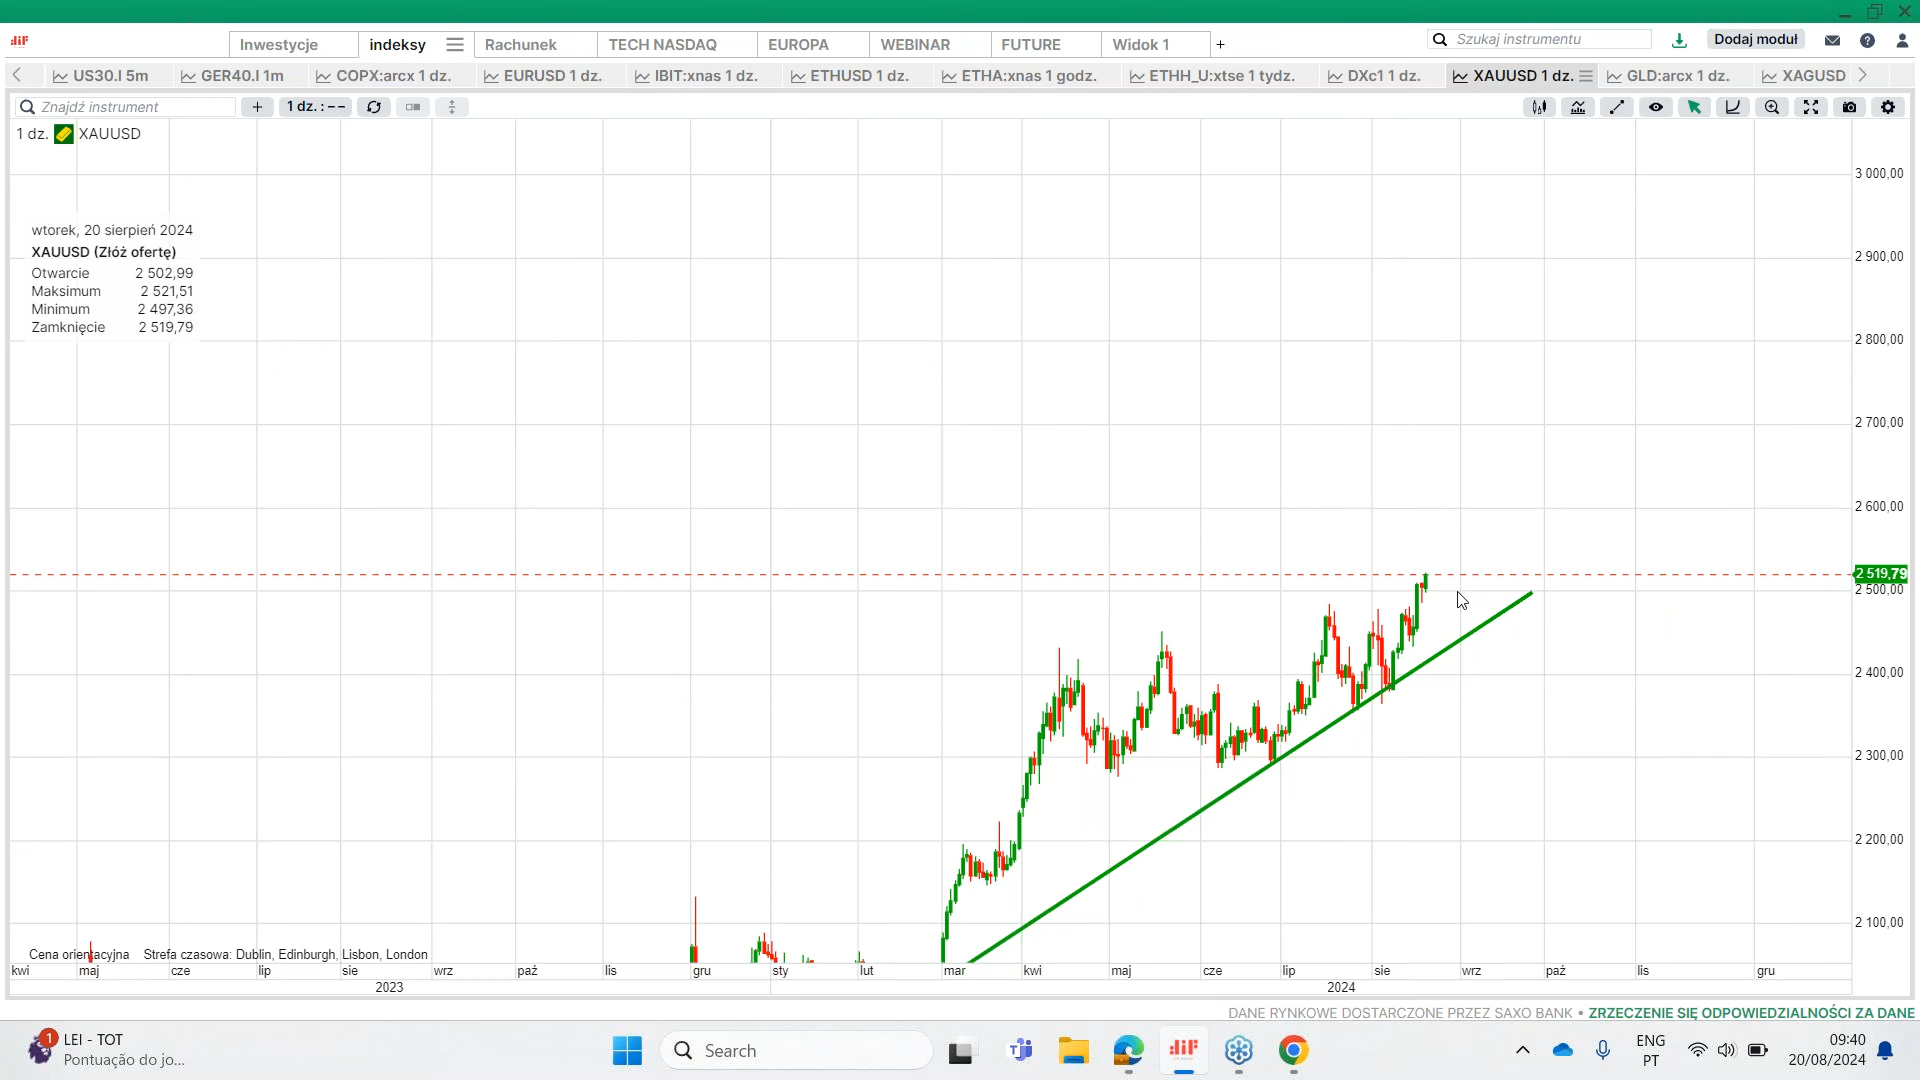 Inwestycje indeksy Rachunek TECH NASDAQ EUROPA WEBINAR FUTURE Widok 1 + Szukaj instrumentu Dodaj moduł
US30.I 5m GER40.I 1m COPX:arcx 1 dz. EURUSD 1 dz. IBIT:xnas 1 dz. ETHUSD 1 dz. ETHA:xnas 1 godz. ETHH_U:xtse 1 tydz. DXc1 1 dz. XAUUSD 1 dz. GLD:arcx 1 dz. XAGUSD
Znajdź instrument + 1 dz. : – –
1 dz. XAUUSD
3 000,00
wtorek, 20 sierpień 2024
XAUUSD (Złóż ofertę)
2 900,00
Otwarcie 2 502,99
Maksimum 2 521,51
Minimum 2 497,36
Zamknięcie 2 519,79
2 800,00
2 700,00
2 600,00
2 519,79
2 500,00
2 400,00
2 300,00
2 200,00
2 100,00
Cena orientacyjna Strefa czasowa: Dublin, Edinburgh, Lisbon, London
kwi maj cze lip sie wrz paź lis gru sty lut mar kwi maj cze lip sie wrz paź lis gru
2023 2024
DANE RYNKOWE DOSTARCZONE PRZEZ SAXO BANK • ZRZECZENIE SIĘ ODPOWIEDZIALNOŚCI ZA DANE
1 LEI - TOT
Pontuação do jo...
Search
ENG
PT
09:40
20/08/2024